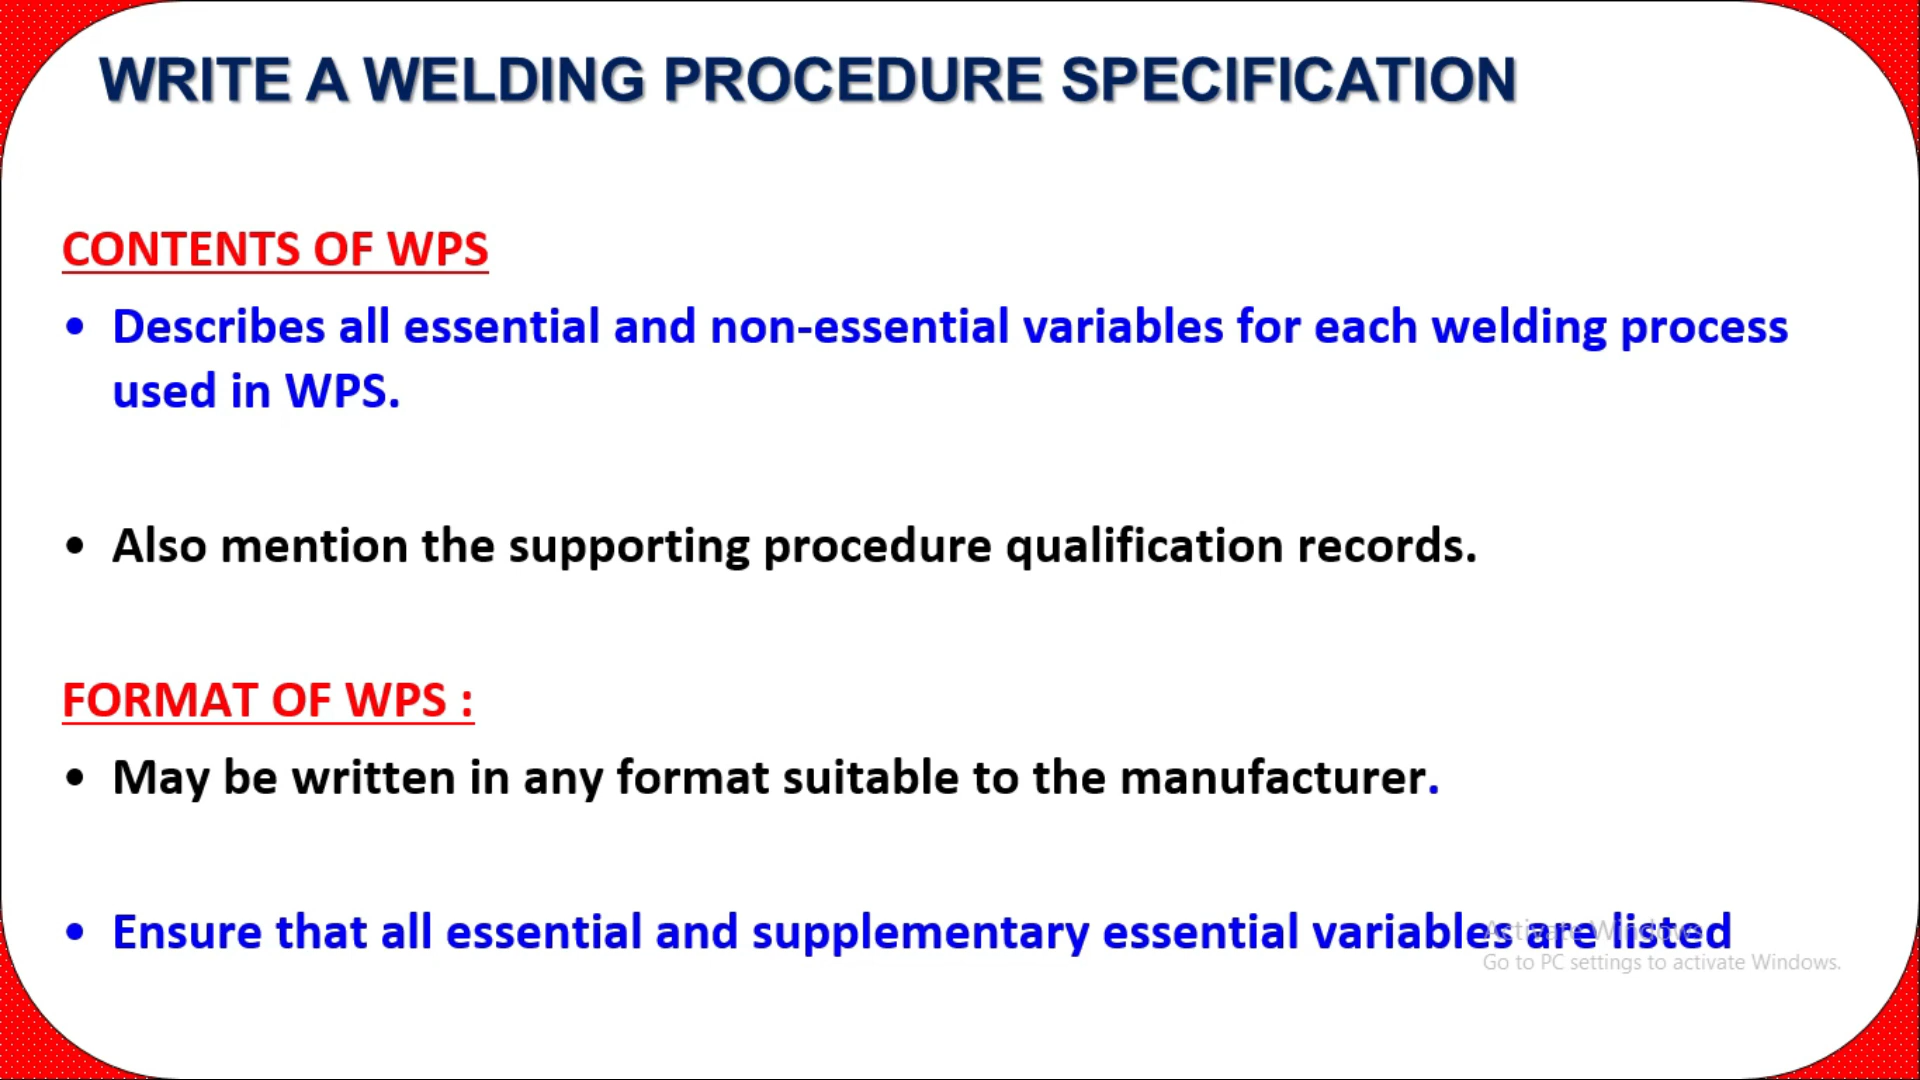 WRITE A WELDING PROCEDURE SPECIFICATION
CONTENTS OF WPS
• Describes all essential and non-essential variables for each welding process
used in WPS.
• Also mention the supporting procedure qualification records.
FORMAT OF WPS :
• May be written in any format suitable to the manufacturer.
• Ensure that all essential and supplementary essential variables are listed
Activate Windows
Go to PC settings to activate Windows.